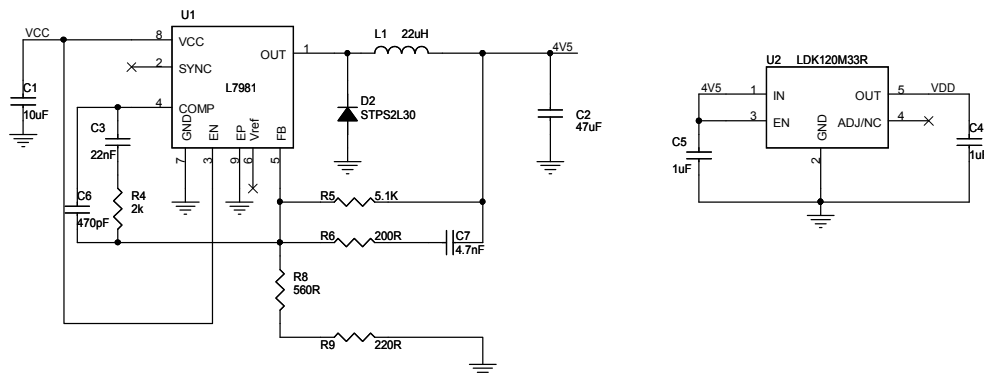 U1
VCC
8
VCC
OUT
1
L1 22uH
4V5
2
SYNC
L7981
C1
10uF
4
COMP
C3
22nF
GND
EN
EP
Vref
FB
7
3
9
6
5
D2
STPS2L30
C2
47uF
C6
470pF
R4
2k
R5
5.1K
R6
200R
C7
4.7nF
R8
560R
R9
220R
U2 LDK120M33R
4V5
1
IN
OUT
5
VDD
3
EN
ADJ/NC
4
GND
2
C5
1uF
C4